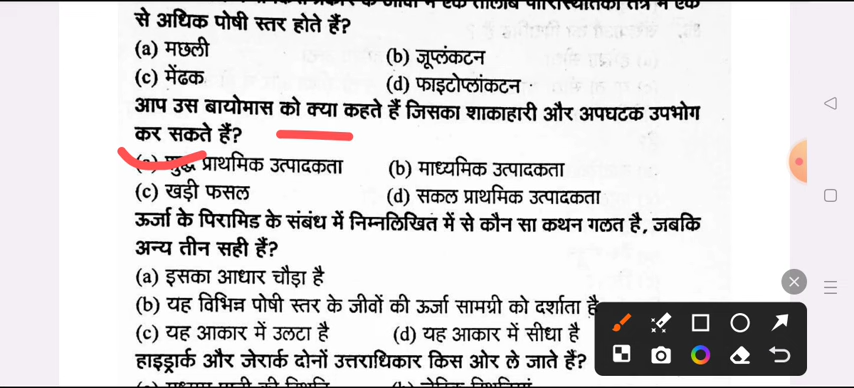 से अधिक पोषी स्तर होते हैं?
(a) मछली (b) जूप्लंकटन
(c) मेंढक (d) फाइटोप्लांकटन
आप उस बायोमास को क्या कहते हैं जिसका शाकाहारी और अपघटक उपभोग
कर सकते हैं?
(a) शुद्ध प्राथमिक उत्पादकता (b) माध्यमिक उत्पादकता
(c) खड़ी फसल (d) सकल प्राथमिक उत्पादकता
ऊर्जा के पिरामिड के संबंध में निम्नलिखित में से कौन सा कथन गलत है, जबकि
अन्य तीन सही हैं?
(a) इसका आधार चौड़ा है
(b) यह विभिन्न पोषी स्तर के जीवों की ऊर्जा सामग्री को दर्शाता है
(c) यह आकार में उलटा है (d) यह आकार में सीधा है
हाइड्रार्क और जेरार्क दोनों उत्तराधिकार किस ओर ले जाते हैं?